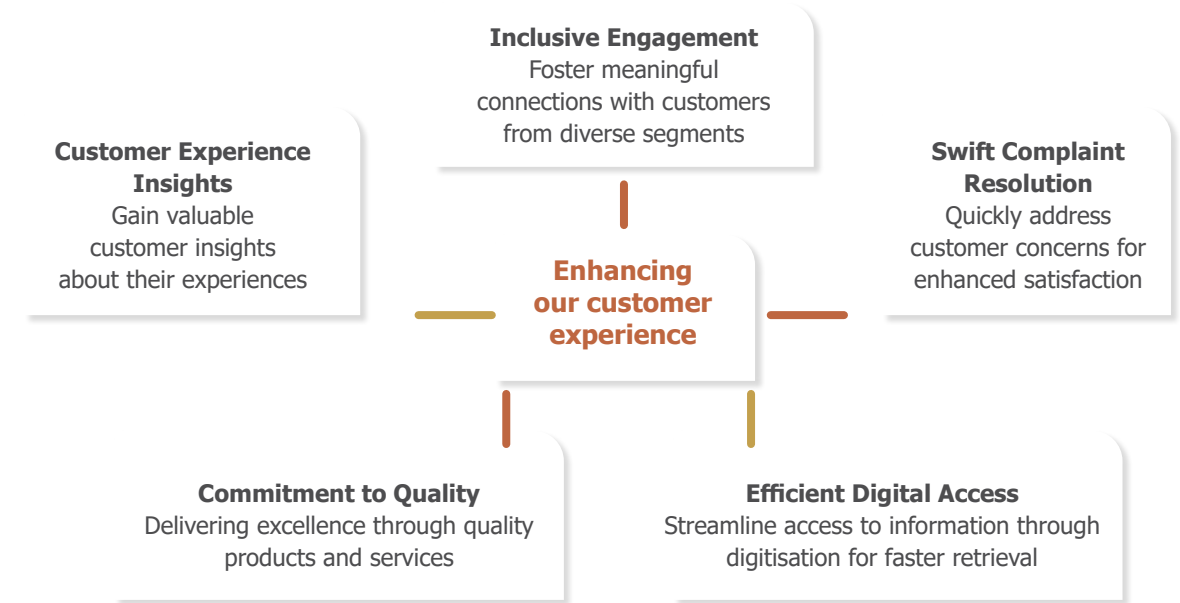 Inclusive Engagement
Foster meaningful
connections with customers
from diverse segments
Customer Experience
Insights
Gain valuable
customer insights
about their experiences
Swift Complaint
Resolution
Quickly address
customer concerns for
enhanced satisfaction
Enhancing
our customer
experience
Commitment to Quality
Delivering excellence through quality
products and services
Efficient Digital Access
Streamline access to information through
digitisation for faster retrieval